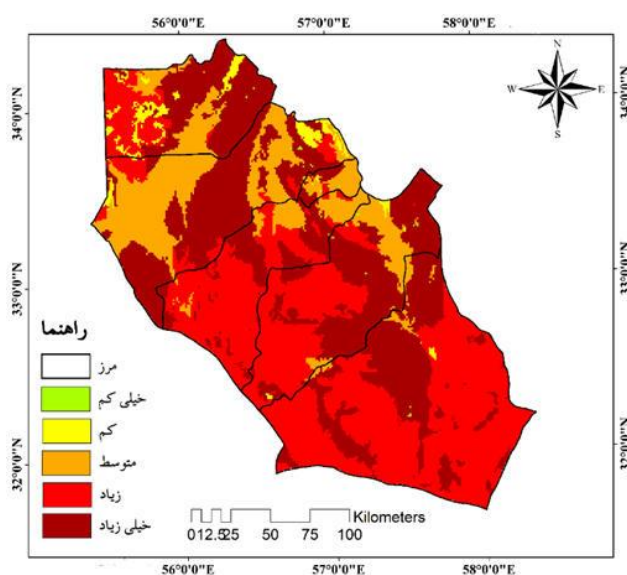 56°0'0"E 57°0'0"E 58°0'0"E
N
W E
S
34°0'0"N
33°0'0"N
32°0'0"N
راهنما
مرز
خیلی کم
کم
متوسط
زیاد
خیلی زیاد
Kilometers
0 12.5 25 50 75 100
56°0'0"E 57°0'0"E 58°0'0"E